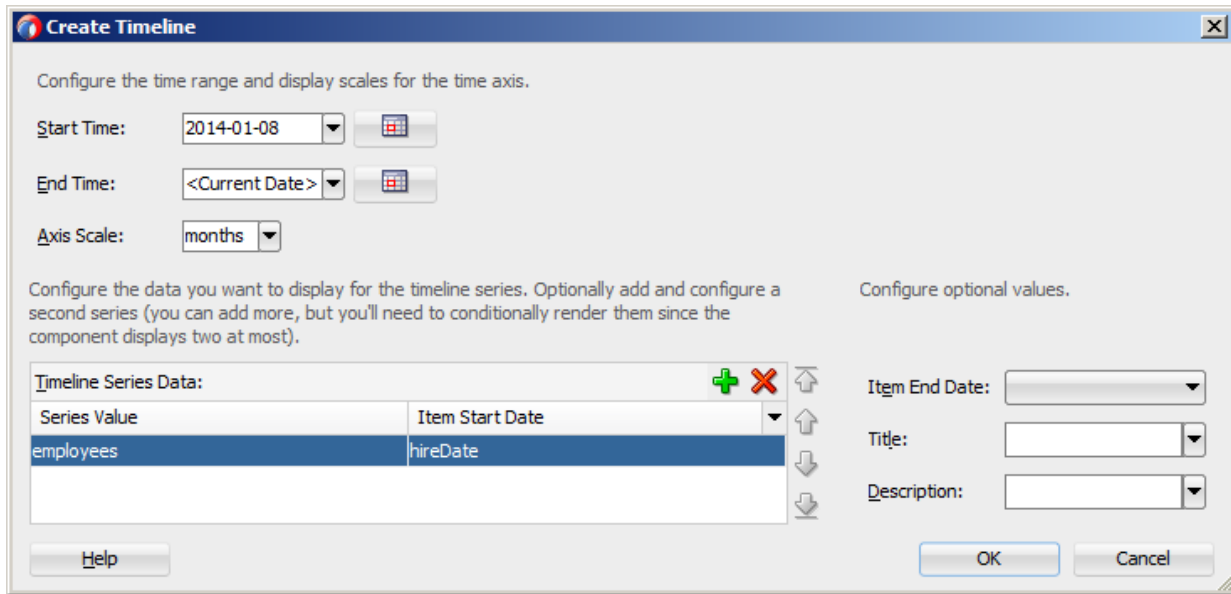 Create Timeline
Configure the time range and display scales for the time axis.
Start Time: 2014-01-08
End Time: <Current Date>
Axis Scale: months
Configure the data you want to display for the timeline series. Optionally add and configure a
second series (you can add more, but you'll need to conditionally render them since the
component displays two at most).
Configure optional values.
Timeline Series Data:
Series Value Item Start Date
employees hireDate
Item End Date:
Title:
Description:
Help OK Cancel